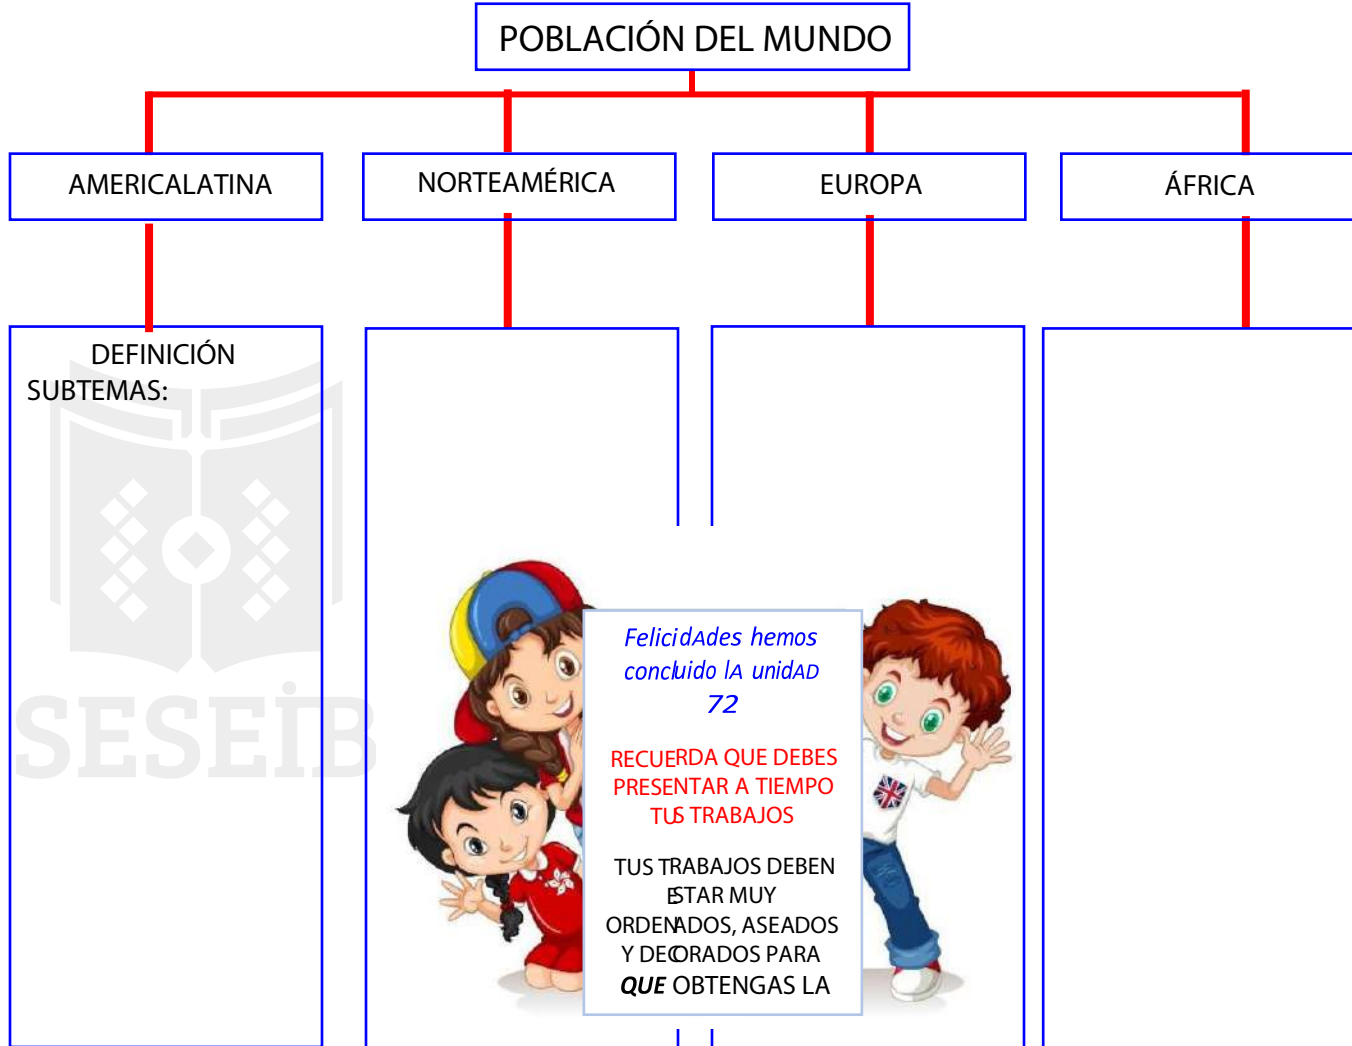 POBLACIÓN DEL MUNDO
AMERICALATINA
NORTEAMÉRICA
EUROPA
ÁFRICA
DEFINICIÓN
SUBTEMAS:
SESEIB
FelicidAdes hemos
concluido lA unidAD
72
RECUERDA QUE DEBES
PRESENTAR A TIEMPO
TUS TRABAJOS
TUS TRABAJOS DEBEN
ESTAR MUY
ORDENADOS, ASEADOS
Y DECORADOS PARA
QUE OBTENGAS LA